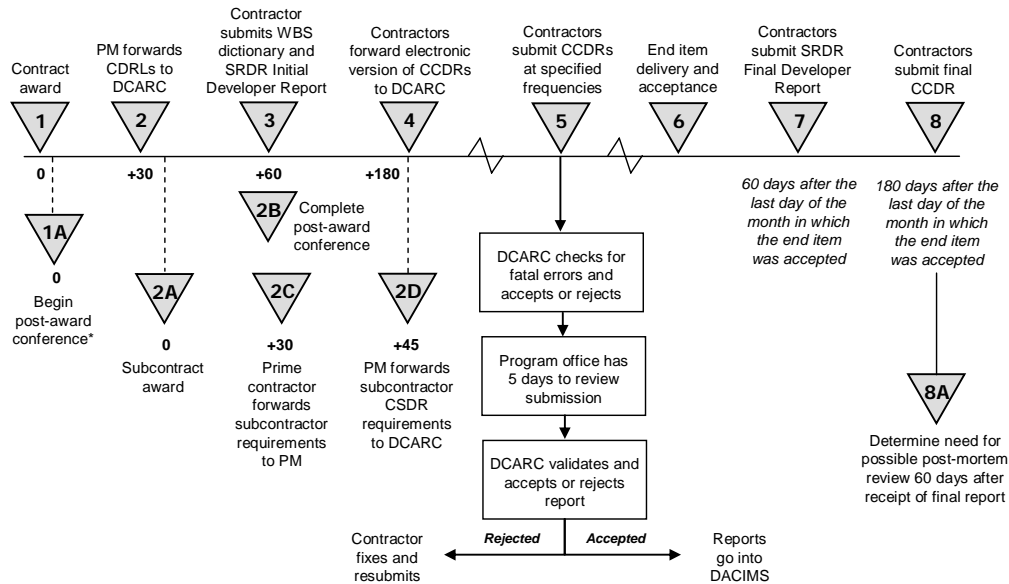 Contract
award
1
0
1A
0
Begin
post-award
conference*
PM forwards
CDRLs to
DCARC
2
+30
2A
0
Subcontract
award
Contractor
submits WBS
dictionary and
SRDR Initial
Developer Report
3
+60
2B
Complete
post-award
conference
2C
+30
Prime
contractor
forwards
subcontractor
requirements
to PM
Contractors
forward electronic
version of CCDRs
to DCARC
4
+180
2D
+45
PM forwards
subcontractor
CSDR
requirements
to DCARC
Contractors
submit CCDRs
at specified
frequencies
5
DCARC checks for
fatal errors and
accepts or rejects
Program office has
5 days to review
submission
DCARC validates and
accepts or rejects
report
Rejected
Accepted
Contractor
fixes and
resubmits
Reports
go into
DACIMS
End item
delivery and
acceptance
6
Contractors
submit SRDR
Final Developer
Report
7
60 days after the
last day of the
month in which
the end item
was accepted
Contractors
submit final
CCDR
8
180 days after the
last day of the
month in which
the end item
was accepted
8A
Determine need for
possible post-mortem
review 60 days after
receipt of final report